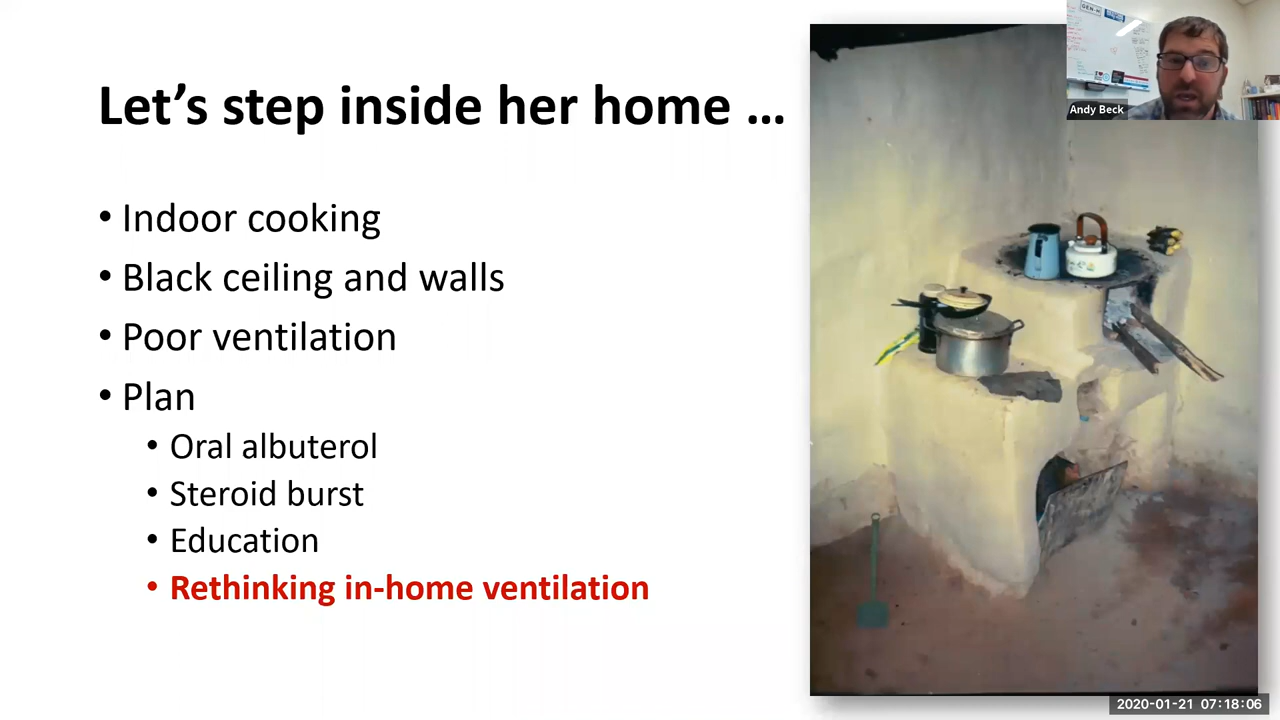 Let's step inside her home ...
• Indoor cooking
• Black ceiling and walls
• Poor ventilation
• Plan
• Oral albuterol
• Steroid burst
• Education
• Rethinking in-home ventilation
Andy Beck
2020-01-21 07:18:06